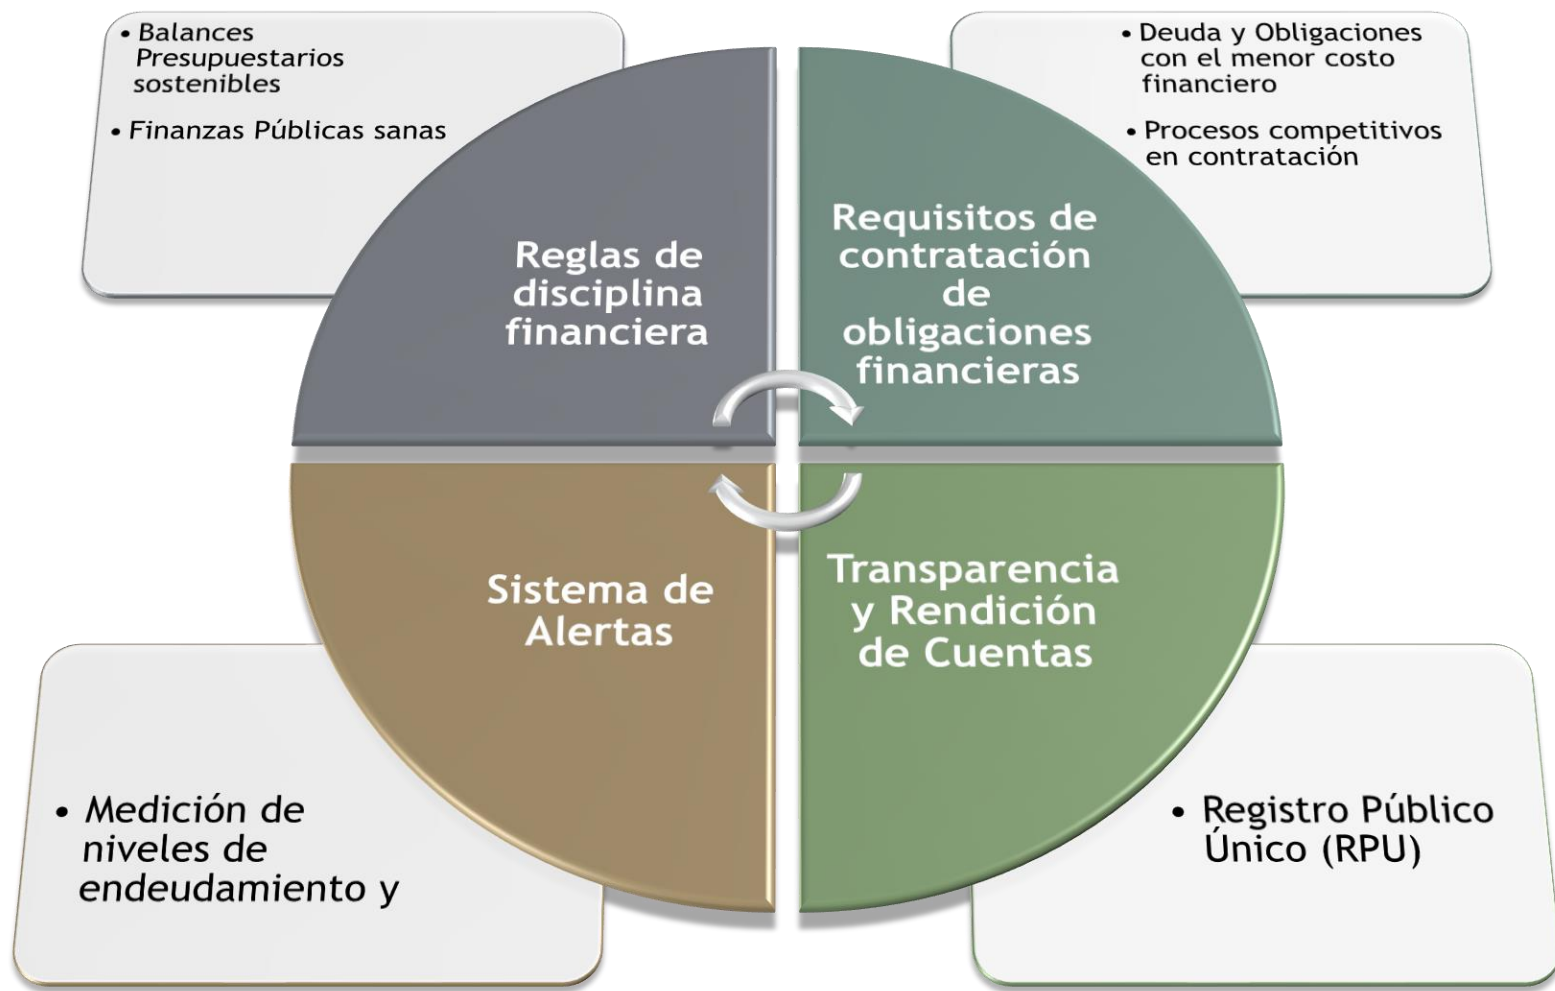 • Balances
Presupuestarios
sostenibles
• Finanzas Públicas sanas
• Deuda y Obligaciones
con el menor costo
financiero
• Procesos competitivos
en contratación
Reglas de
disciplina
financiera
Requisitos de
contratación
de
obligaciones
financieras
Sistema de
Alertas
Transparencia
y Rendición
de Cuentas
• Medición de
niveles de
endeudamiento y
• Registro Público
Único (RPU)